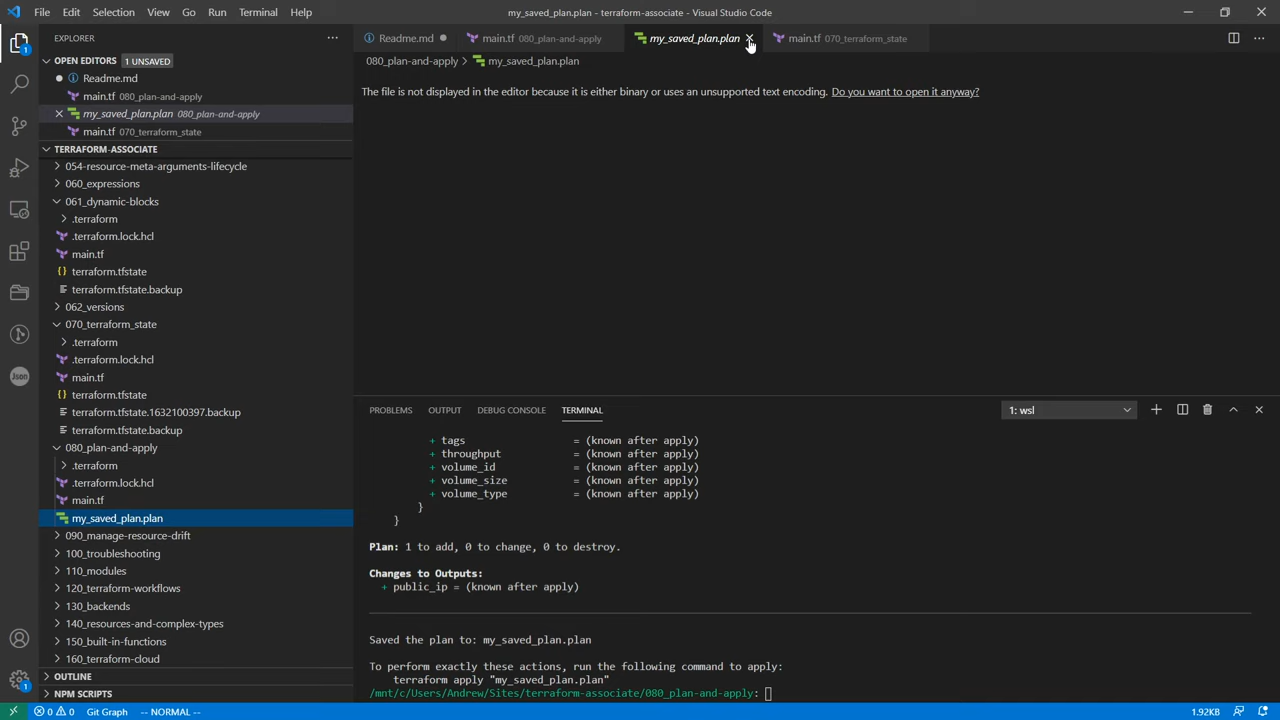 File Edit Selection View Go Run Terminal Help
my_saved_plan.plan - terraform-associate - Visual Studio Code
EXPLORER
Readme.md
main.tf 080_plan-and-apply
my_saved_plan.plan
main.tf 070_terraform_state
OPEN EDITORS 1 UNSAVED
Readme.md
main.tf 080_plan-and-apply
my_saved_plan.plan 080_plan-and-apply
main.tf 070_terraform_state
080_plan-and-apply > my_saved_plan.plan
The file is not displayed in the editor because it is either binary or uses an unsupported text encoding. Do you want to open it anyway?
TERRAFORM-ASSOCIATE
054-resource-meta-arguments-lifecycle
060_expressions
061_dynamic-blocks
.terraform
.terraform.lock.hcl
main.tf
terraform.tfstate
terraform.tfstate.backup
062_versions
070_terraform_state
.terraform
.terraform.lock.hcl
main.tf
terraform.tfstate
terraform.tfstate.1632100397.backup
terraform.tfstate.backup
080_plan-and-apply
.terraform
.terraform.lock.hcl
main.tf
my_saved_plan.plan
090_manage-resource-drift
100_troubleshooting
110_modules
120_terraform-workflows
130_backends
140_resources-and-complex-types
150_built-in-functions
160_terraform-cloud
OUTLINE
NPM SCRIPTS
Json
1
1
PROBLEMS OUTPUT DEBUG CONSOLE TERMINAL
1: wsl
+ tags = (known after apply)
+ throughput = (known after apply)
+ volume_id = (known after apply)
+ volume_size = (known after apply)
+ volume_type = (known after apply)
}
}
Plan: 1 to add, 0 to change, 0 to destroy.
Changes to Outputs:
+ public_ip = (known after apply)
Saved the plan to: my_saved_plan.plan
To perform exactly these actions, run the following command to apply:
terraform apply "my_saved_plan.plan"
/mnt/c/Users/Andrew/Sites/terraform-associate/080_plan-and-apply:
0 0 Git Graph -- NORMAL -- 1.92KB